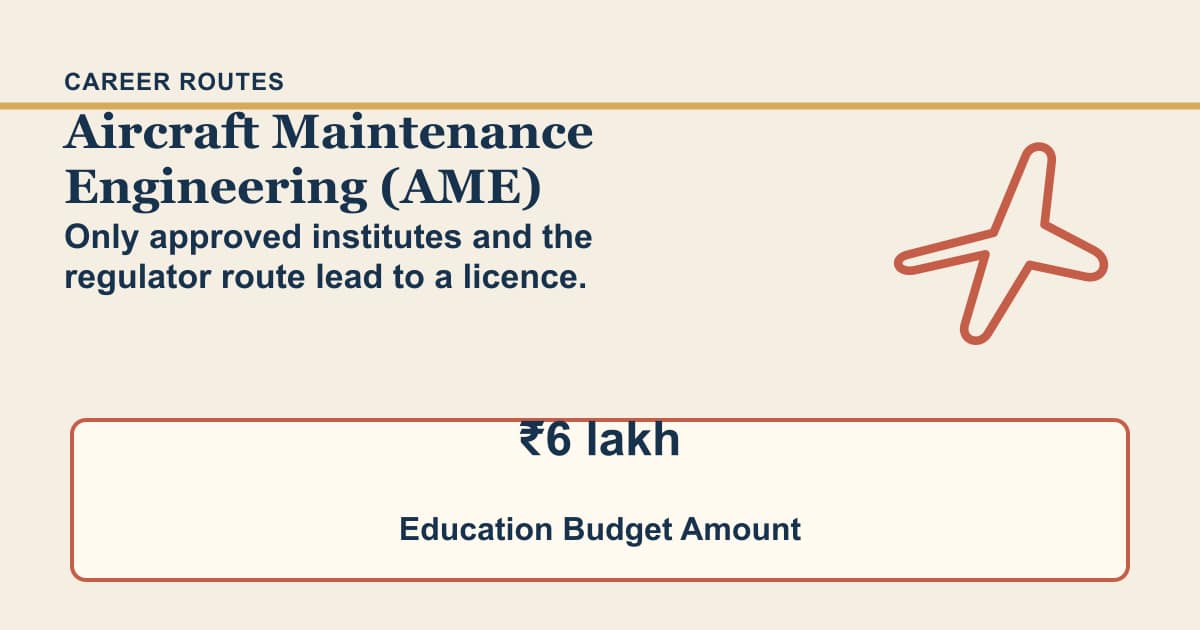 CAREER ROUTES
Aircraft Maintenance
Engineering (AME)
Only approved institutes and the
regulator route lead to a licence.
₹6 lakh
Education Budget Amount